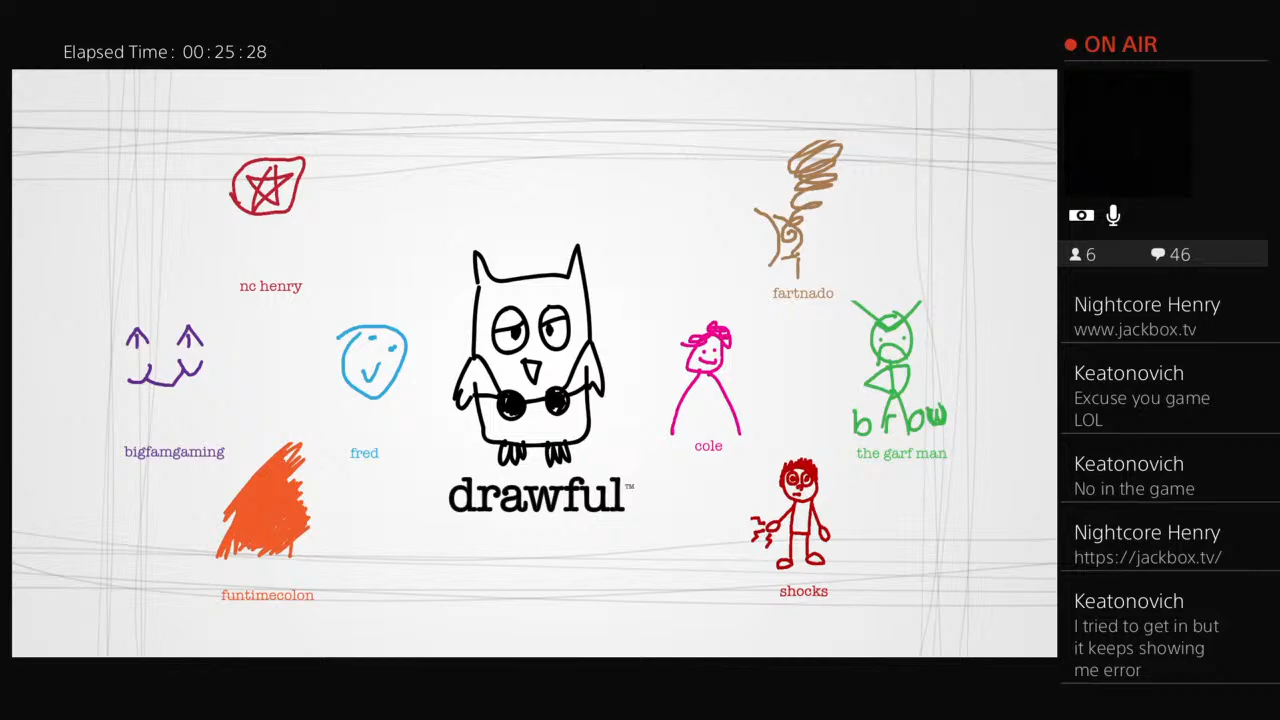 Elapsed Time: 00:25:28
ON AIR
6
46
nc henry
fartnado
bigfamgaming
fred
cole
brow
the garf man
drawful™
funtimecolon
shocks
Nightcore Henry
www.jackbox.tv
Keatonovich
Excuse you game
LOL
Keatonovich
No in the game
Nightcore Henry
https://jackbox.tv/
Keatonovich
I tried to get in but
it keeps showing
me error